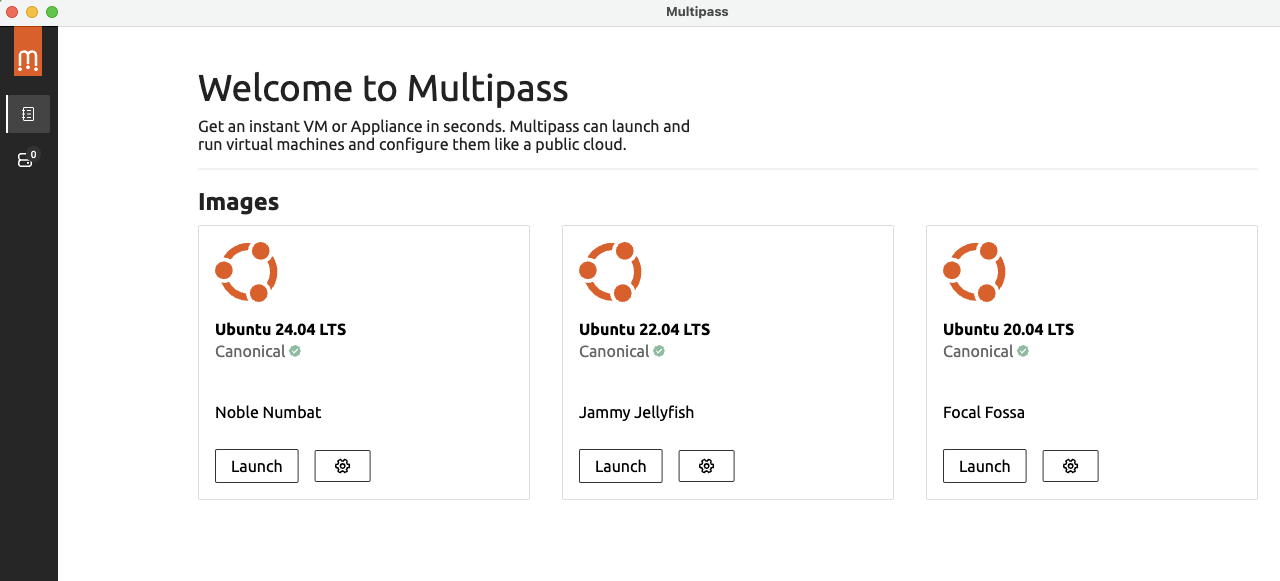 Multipass
0
Welcome to Multipass
Get an instant VM or Appliance in seconds. Multipass can launch and
run virtual machines and configure them like a public cloud.
Images
Ubuntu 24.04 LTS
Canonical
Noble Numbat
Launch
Ubuntu 22.04 LTS
Canonical
Jammy Jellyfish
Launch
Ubuntu 20.04 LTS
Canonical
Focal Fossa
Launch